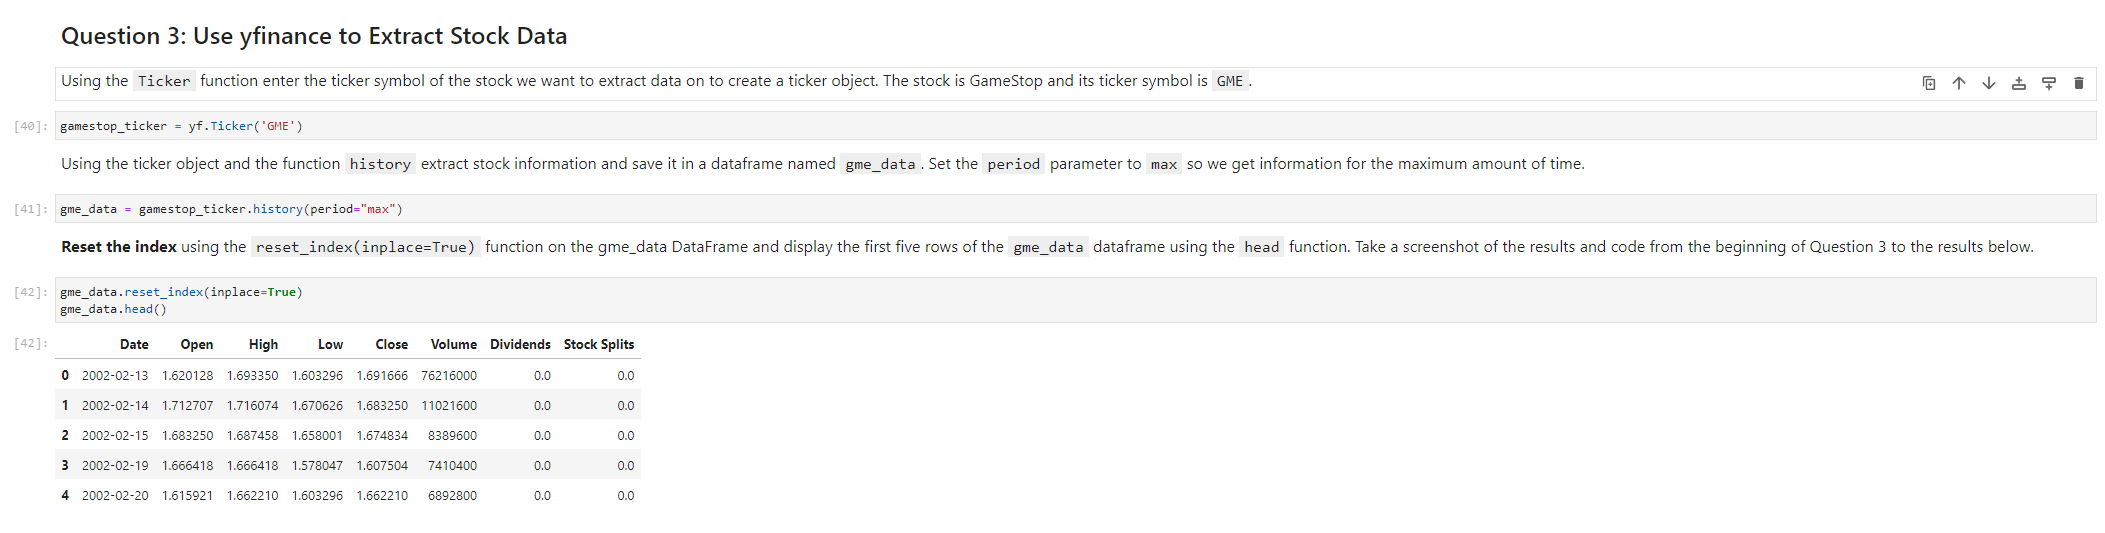 Question 3: Use yfinance to Extract Stock Data
Using the Ticker function enter the ticker symbol of the stock we want to extract data on to create a ticker object. The stock is GameStop and its ticker symbol is GME.
[40]: gamestop_ticker = yf.Ticker('GME')
Using the ticker object and the function history extract stock information and save it in a dataframe named gme_data. Set the period parameter to max so we get information for the maximum amount of time.
[41]: gme_data = gamestop_ticker.history(period="max")
Reset the index using the reset_index(inplace=True) function on the gme_data DataFrame and display the first five rows of the gme_data dataframe using the head function. Take a screenshot of the results and code from the beginning of Question 3 to the results below.
[42]: gme_data.reset_index(inplace=True)
gme_data.head()
[42]: Date Open High Low Close Volume Dividends Stock Splits
0 2002-02-13 1.620128 1.693350 1.603296 1.691666 76216000 0.0 0.0
1 2002-02-14 1.712707 1.716074 1.670626 1.683250 11021600 0.0 0.0
2 2002-02-15 1.683250 1.687458 1.658001 1.674834 8389600 0.0 0.0
3 2002-02-19 1.666418 1.666418 1.578047 1.607504 7410400 0.0 0.0
4 2002-02-20 1.615921 1.662210 1.603296 1.662210 6892800 0.0 0.0